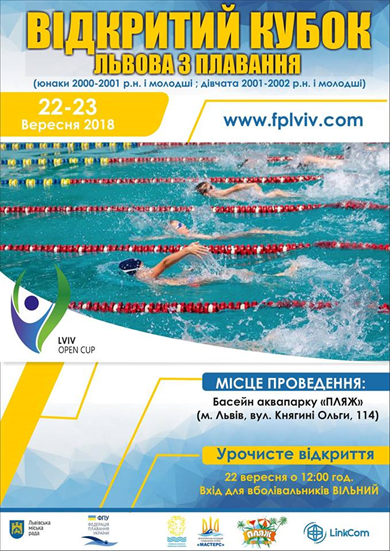 ВІДКРИТИЙ КУБОК
ЛЬВОВА З ПЛАВАННЯ
(юнаки 2000-2001 р.н. і молодші ; дівчата 2001-2002 р.н. і молодші)
22-23
Вересня 2018
www.fplviv.com
LVIV
OPEN CUP
МІСЦЕ ПРОВЕДЕННЯ:
Басейн аквапарку «ПЛЯЖ»
(м. Львів, вул. Княгині Ольги, 114)
Урочисте відкриття
22 вересня о 12:00 год.
Вхід для вболівальників ВІЛЬНИЙ
Львівська
міська
рада
ФПУ
ФЕДЕРАЦІЯ
ПЛАВАННЯ
УКРАЇНИ
«МАСТЕРС»
ПЛЯЖ
LinkCom